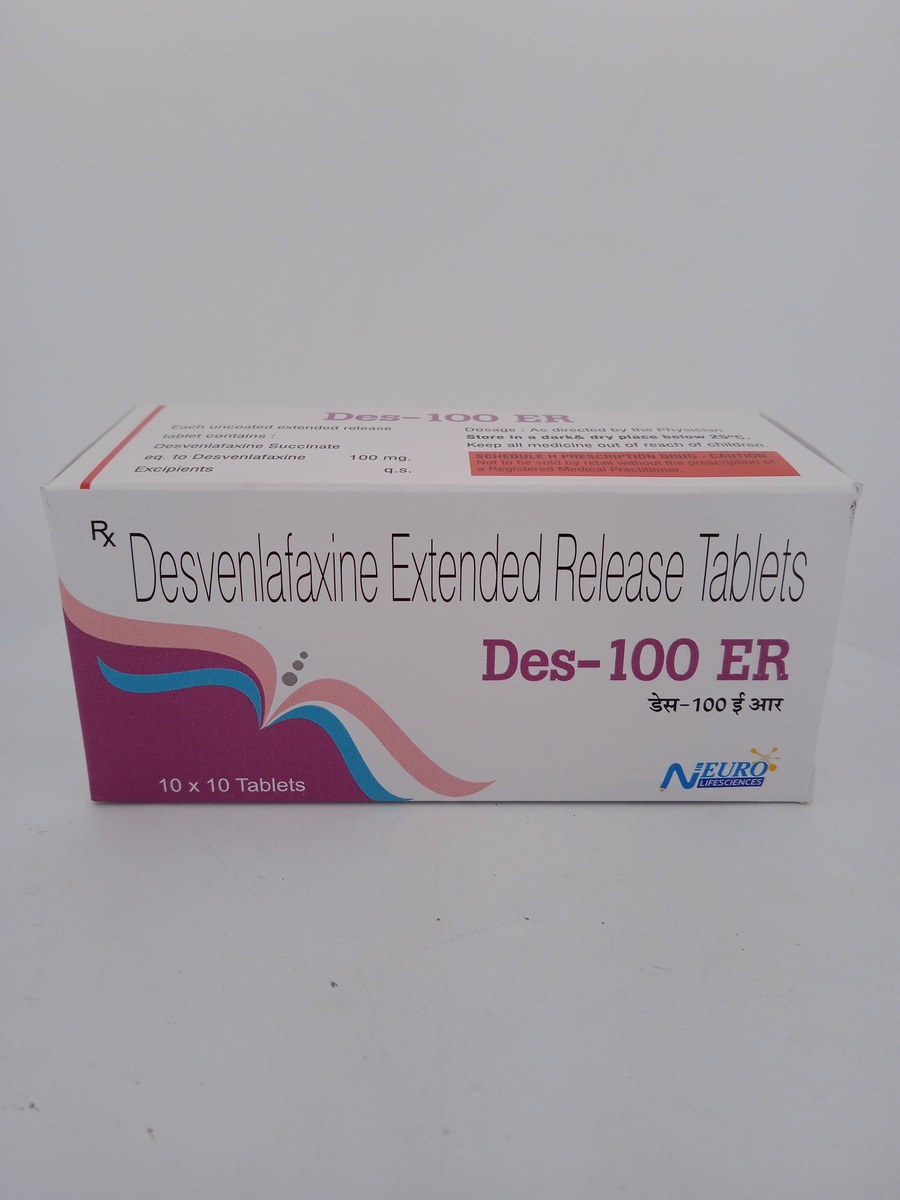 Des-100 ER
Each uncoated extended release
tablet contains :
Desvenlafaxine Succinate
eq. to Desvenlafaxine 100 mg.
Excipients q.s.
Dosage : As directed by the Physician.
Store in a dark& dry place below 25°C.
Keep all medicine out of reach of children.
SCHEDULE H PRESCRIPTION DRUG - CAUTION
Not to be sold by retail without the prescription of
a Registered Medical Practitioner.
Rx Desvenlafaxine Extended Release Tablets
Des-100 ER
डेस-100 ई आर
10 x 10 Tablets
NEURO
LIFESCIENCES